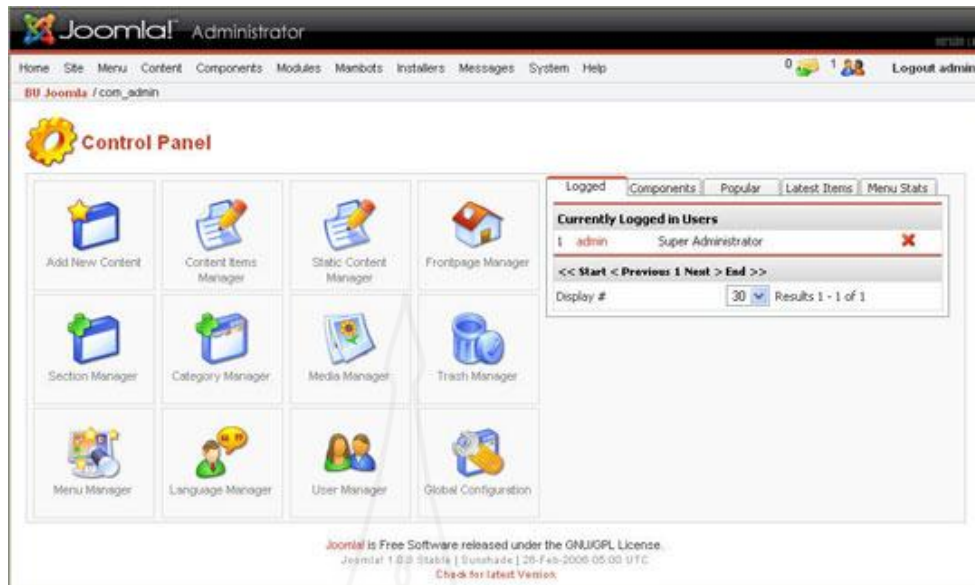 Joomla! Administrator
Home Site Menu Content Components Modules Mambots Installers Messages System Help 0 1 Logout admin
BU Joomla / com_admin
Control Panel
Add New Content
Content Items Manager
Static Content Manager
Frontpage Manager
Section Manager
Category Manager
Media Manager
Trash Manager
Menu Manager
Language Manager
User Manager
Global Configuration
Logged Components Popular Latest Items Menu Stats
Currently Logged in Users
1 admin Super Administrator
<< Start < Previous 1 Next > End >>
Display # 30 Results 1 - 1 of 1
Joomla! is Free Software released under the GNU/GPL License.
Joomla! Stable [ Sunshade ] 26-Feb-2006 05:00 UTC
Check for latest Version